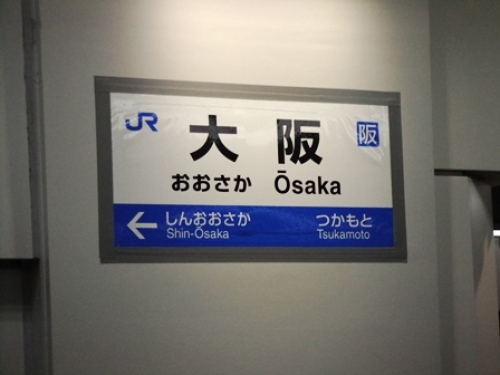 JR 大阪 阪
おおさか Ōsaka
← しんおおさか つかもと
Shin-Ōsaka Tsukamoto